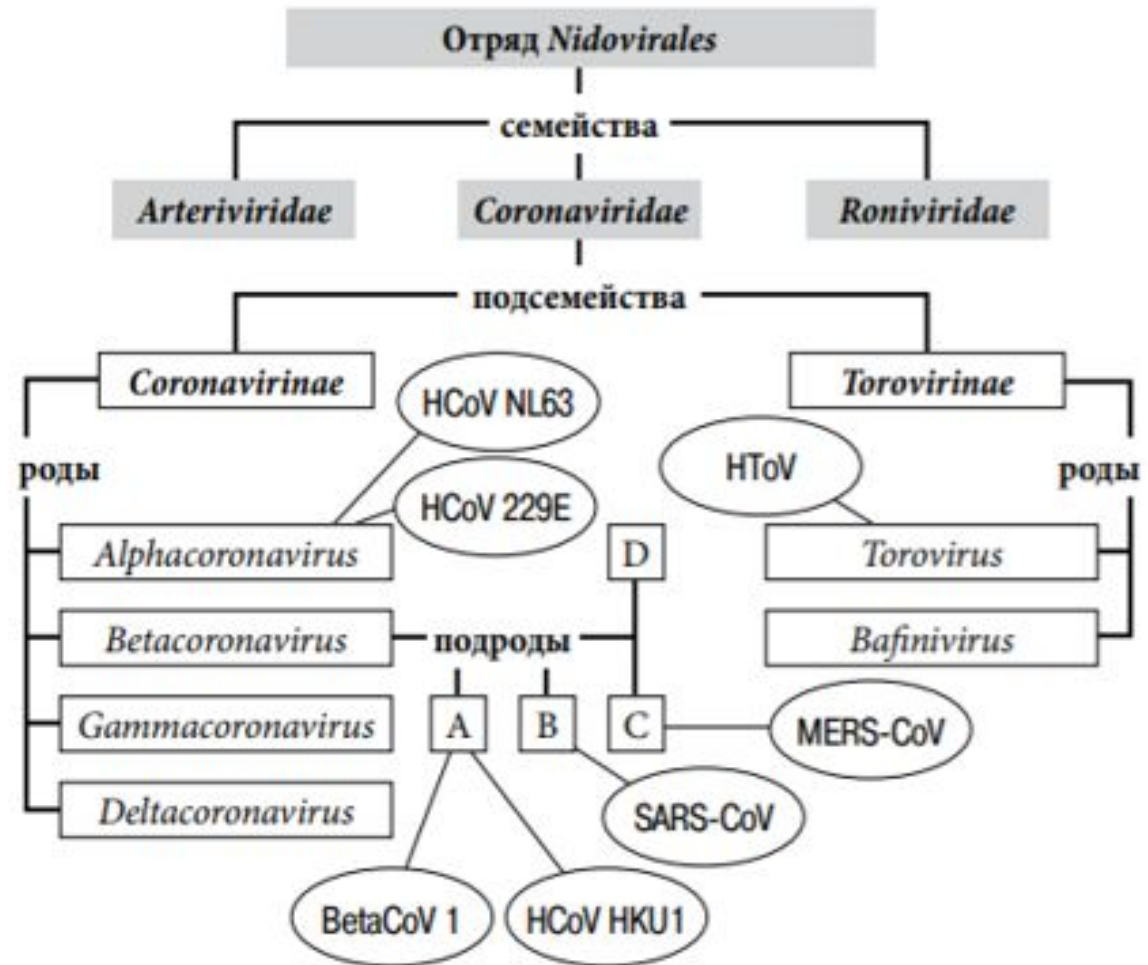 Отряд Nidovirales
семейства
Arteriviridae
Coronaviridae
Roniviridae
подсемейства
Coronavirinae
Torovirinae
HCoV NL63
HToV
роды
роды
HCoV 229E
Alphacoronavirus
D
Torovirus
Betacoronavirus
подроды
Bafinivirus
Gammacoronavirus
A
B
C
MERS-CoV
Deltacoronavirus
SARS-CoV
BetaCoV 1
HCoV HKU1